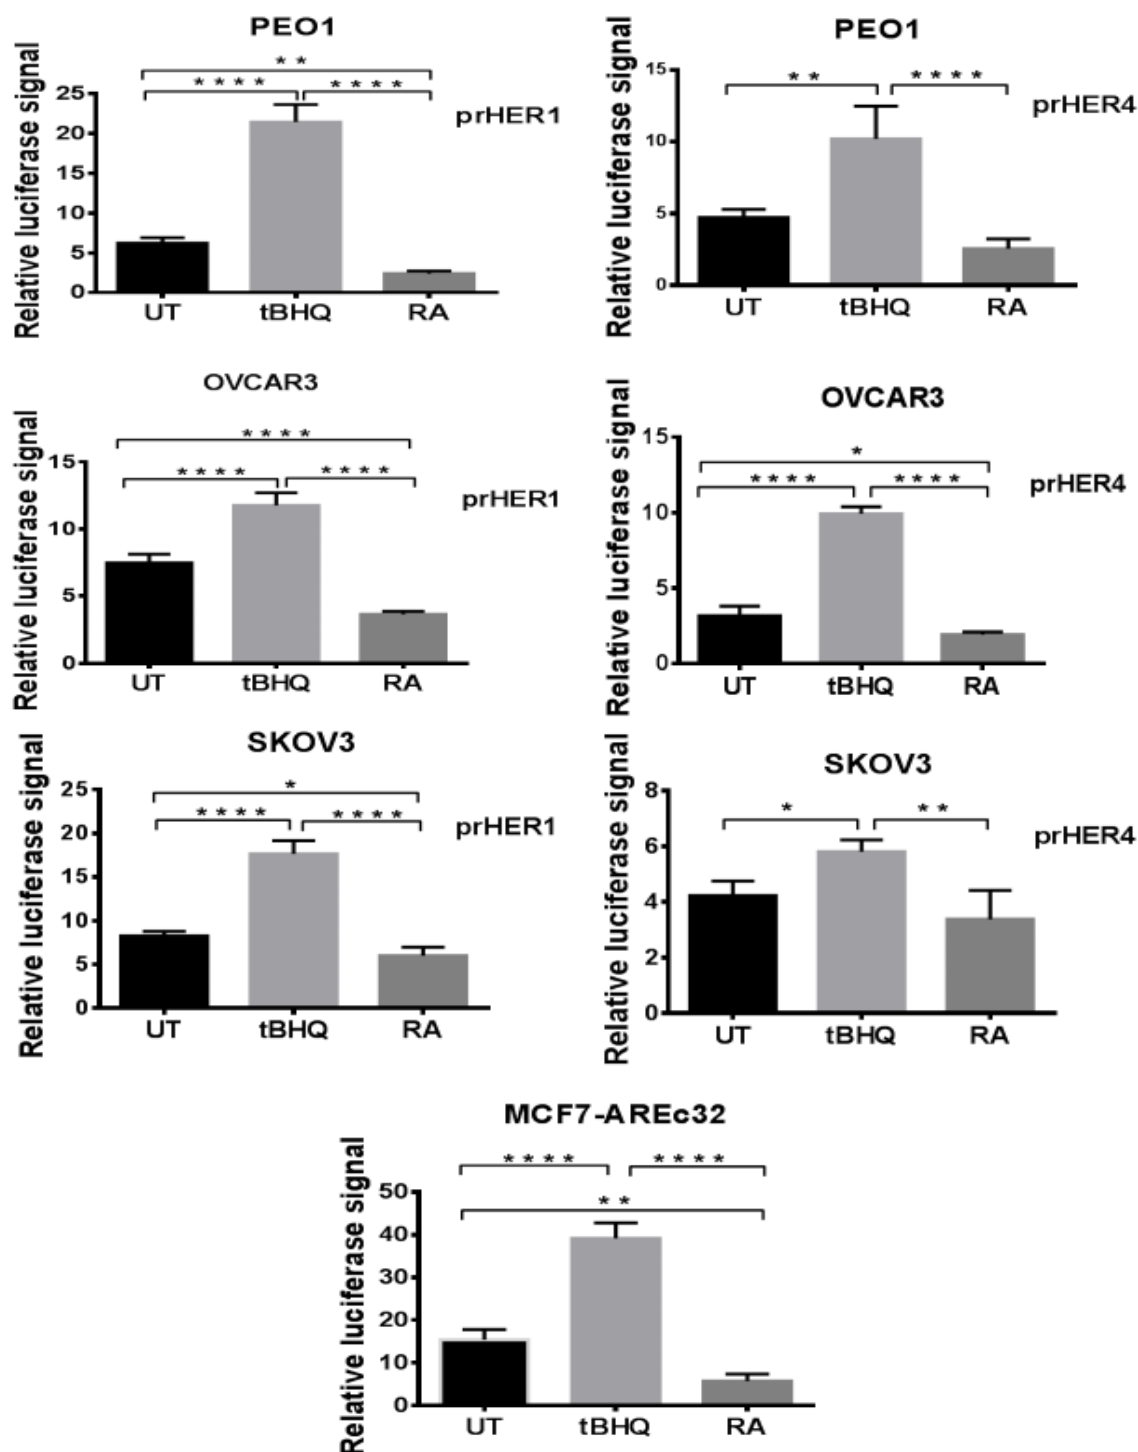 PEO1
Relative luciferase signal
* *
* * * *
* * * *
prHER1
25
20
15
10
5
0
UT tBHQ RA
PEO1
Relative luciferase signal
* *
* * * *
prHER4
15
10
5
0
UT tBHQ RA
OVCAR3
Relative luciferase signal
* * * *
* * * *
* * * *
prHER1
15
10
5
0
UT tBHQ RA
OVCAR3
Relative luciferase signal
*
* * * *
* * * *
prHER4
15
10
5
0
UT tBHQ RA
SKOV3
Relative luciferase signal
*
* * * *
* * * *
prHER1
25
20
15
10
5
0
UT tBHQ RA
SKOV3
Relative luciferase signal
*
* *
prHER4
8
6
4
2
0
UT tBHQ RA
MCF7-AREc32
Relative luciferase signal
* * * *
* * * *
* *
50
40
30
20
10
0
UT tBHQ RA